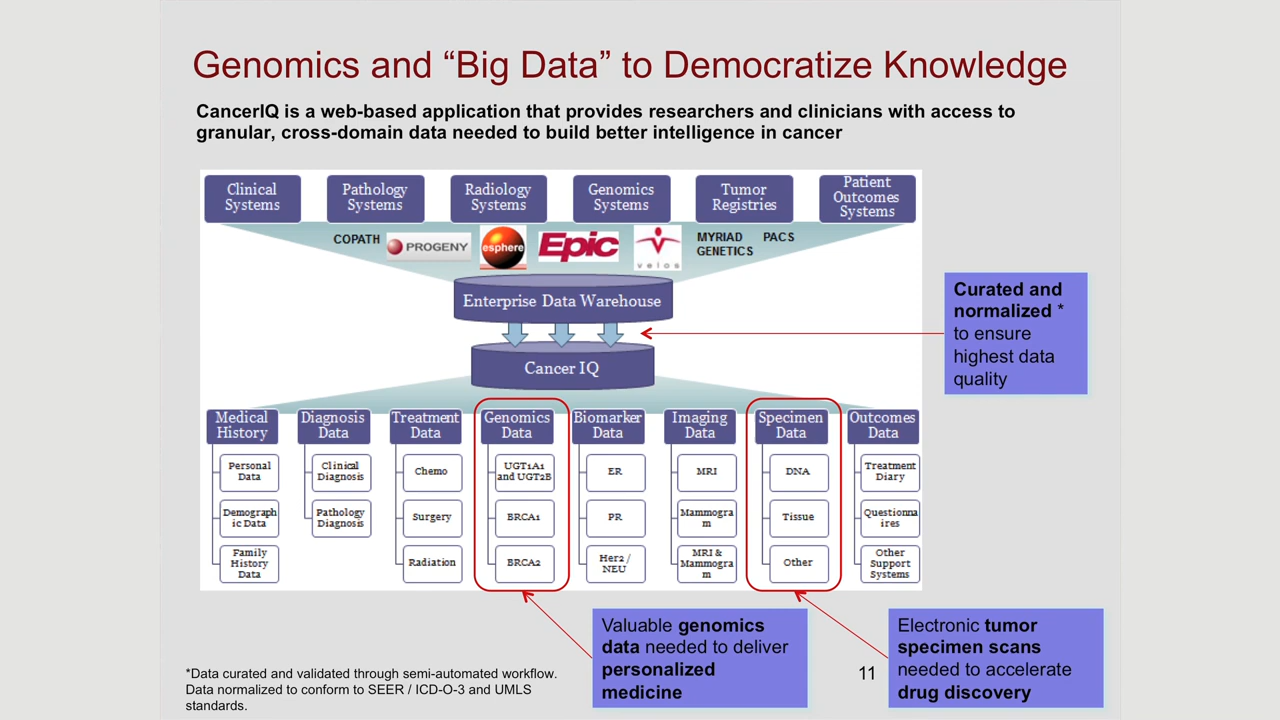 Genomics and “Big Data” to Democratize Knowledge
CancerIQ is a web-based application that provides researchers and clinicians with access to
granular, cross-domain data needed to build better intelligence in cancer
Clinical
Systems
Pathology
Systems
Radiology
Systems
Genomics
Systems
Tumor
Registries
Patient
Outcomes
Systems
COPATH
PROGENY
esphere
Epic
velos
MYRIAD
GENETICS
PACS
Enterprise Data Warehouse
Cancer IQ
Curated and
normalized *
to ensure
highest data
quality
Medical
History
Personal
Data
Demograph
ic Data
Family
History
Data
Diagnosis
Data
Clinical
Diagnosis
Pathology
Diagnosis
Treatment
Data
Chemo
Surgery
Radiation
Genomics
Data
UGT1A1
and UGT2B
BRCA1
BRCA2
Biomarker
Data
ER
PR
Her2 /
NEU
Imaging
Data
MRI
Mammogra
m
MRI &
Mammogra
m
Specimen
Data
DNA
Tissue
Other
Outcomes
Data
Treatment
Diary
Questionna
ires
Other
Support
Systems
Valuable genomics
data needed to deliver
personalized
medicine
Electronic tumor
specimen scans
needed to accelerate
drug discovery
*Data curated and validated through semi-automated workflow.
Data normalized to conform to SEER / ICD-O-3 and UMLS
standards.
11